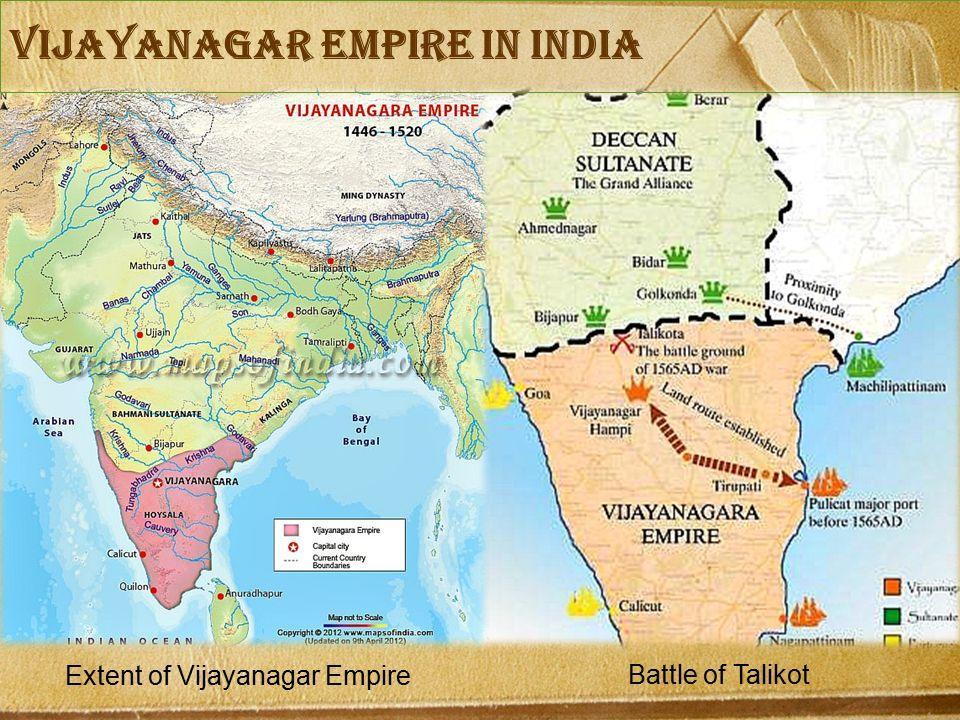 VIJAYANAGAR EMPIRE IN INDIA
VIJAYANAGARA EMPIRE
1446 - 1520
MONGOLS
Lahore
Indus
Jhelum
Chenab
Indus
Ravi
Beas
Sutlej
MING DYNASTY
Yarlung (Brahmaputra)
Kaithal
JATS
Kapilvastu
Lalitapatna
Mathura
Yamuna
Ganges
Brahmaputra
Banas
Chambal
Sarnath
Son
Bodh Gaya
Ujjain
Tamralipti
Ganges
GUJARAT
Narmada
Tapi
Mahanadi
www.mapsofindia.com
Godavari
BAHMANI SULTANATE
KALINGA
Arabian
Sea
Bay
of
Bengal
Krishna
Bijapur
Godavari
Krishna
Tungabhadra
VIJAYANAGARA
HOYSALA
Cauvery
Calicut
Quilon
Anuradhapur
Vijayanagara Empire
Capital city
Current Country
Boundaries
Map not to Scale
INDIAN OCEAN
Copyright © 2012 www.mapsofindia.com
(Updated on 9th April 2012)
Berar
DECCAN
SULTANATE
The Grand Alliance
Ahmednagar
Bidar
Golkonda
Bijapur
Proximity
to Golkonda
Talikota
The battle ground
of 1565AD war
Machilipattinam
Goa
Vijayanagar
Hampi
Land route established
Tirupati
Pulicat major port
before 1565AD
VIJAYANAGARA
EMPIRE
Calicut
Nagapattinam
Vijayanag
Sultanate
Extent of Vijayanagar Empire
Battle of Talikot